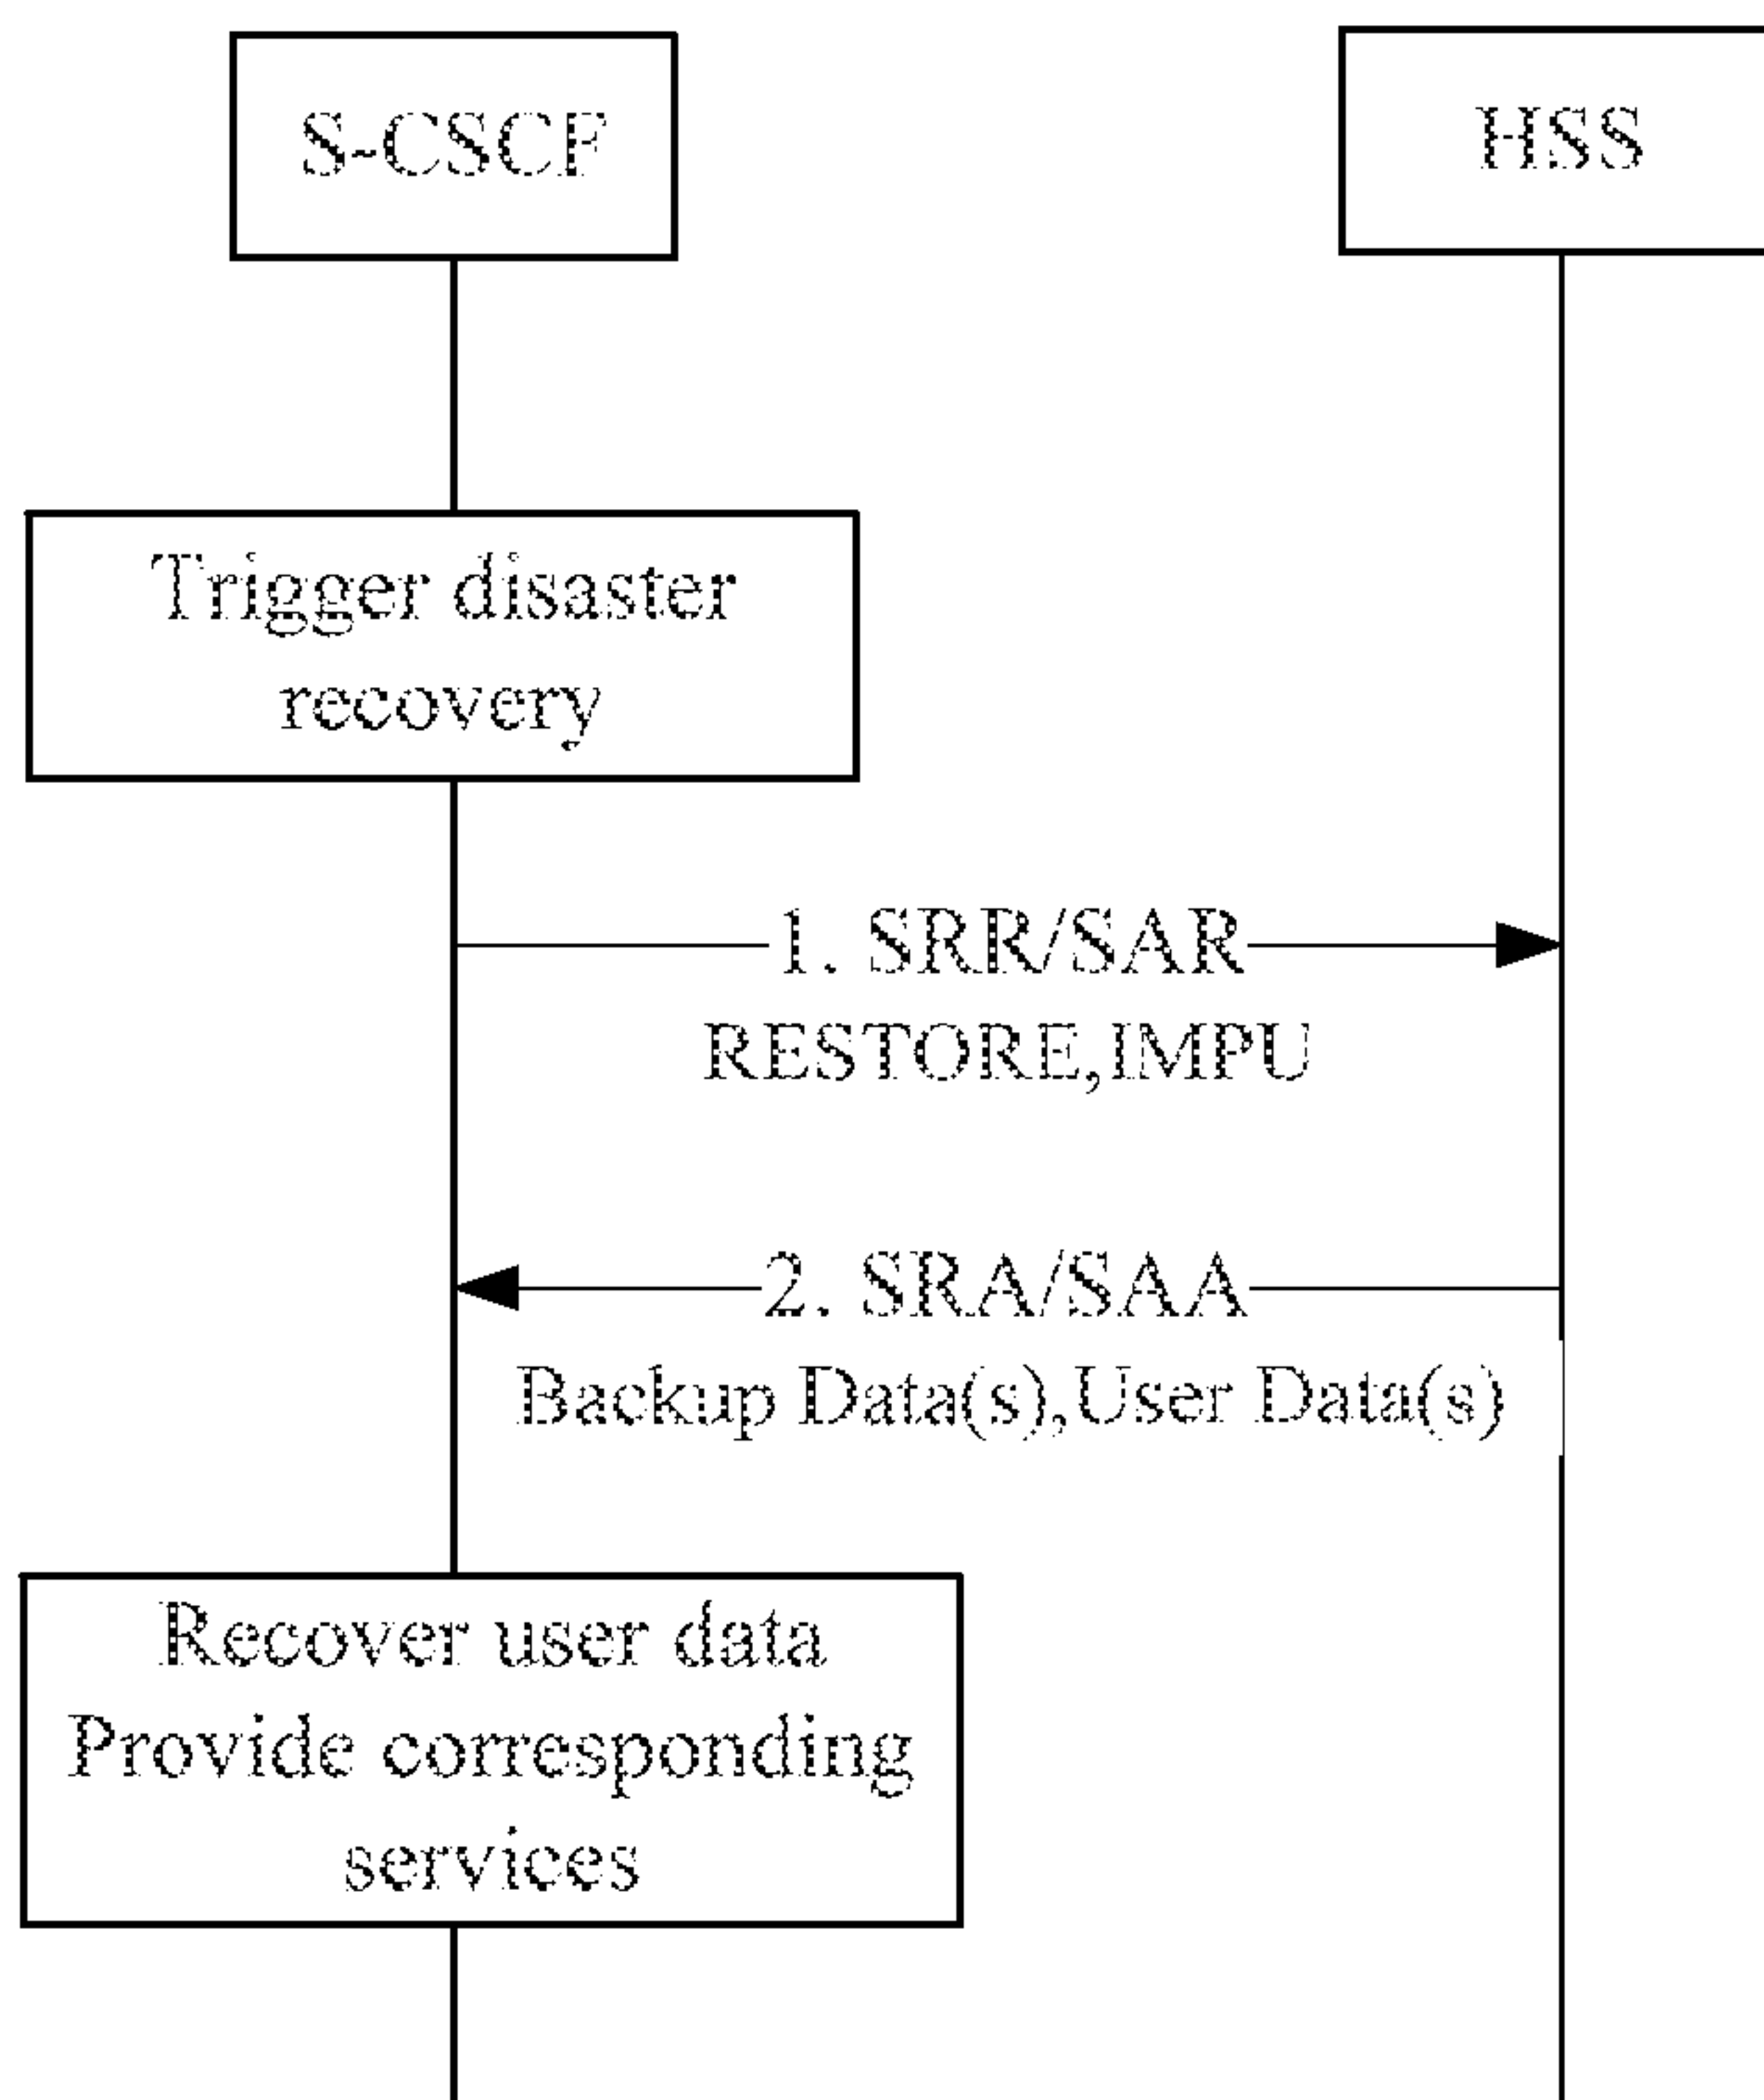 S-CSCF
HSS
Trigger disaster
recovery
1. SRR/SAR
RESTORE,IMPU
2. SRA/SAA
Backup Data(s),User Data(s)
Recover user data
Provide corresponding
services